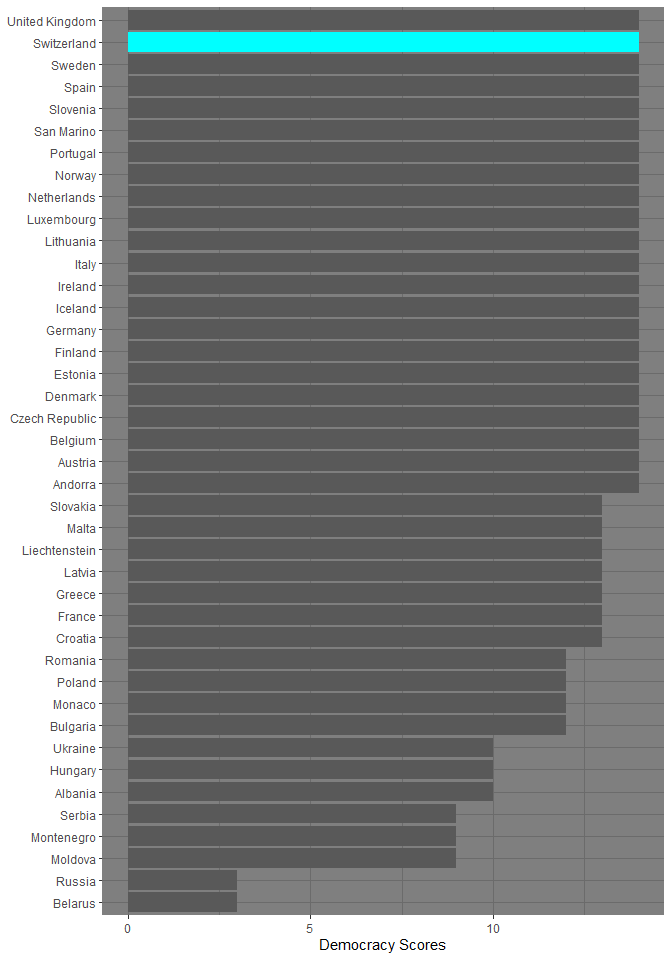 United Kingdom
Switzerland
Sweden
Spain
Slovenia
San Marino
Portugal
Norway
Netherlands
Luxembourg
Lithuania
Italy
Ireland
Iceland
Germany
Finland
Estonia
Denmark
Czech Republic
Belgium
Austria
Andorra
Slovakia
Malta
Liechtenstein
Latvia
Greece
France
Croatia
Romania
Poland
Monaco
Bulgaria
Ukraine
Hungary
Albania
Serbia
Montenegro
Moldova
Russia
Belarus
0 5 10
Democracy Scores